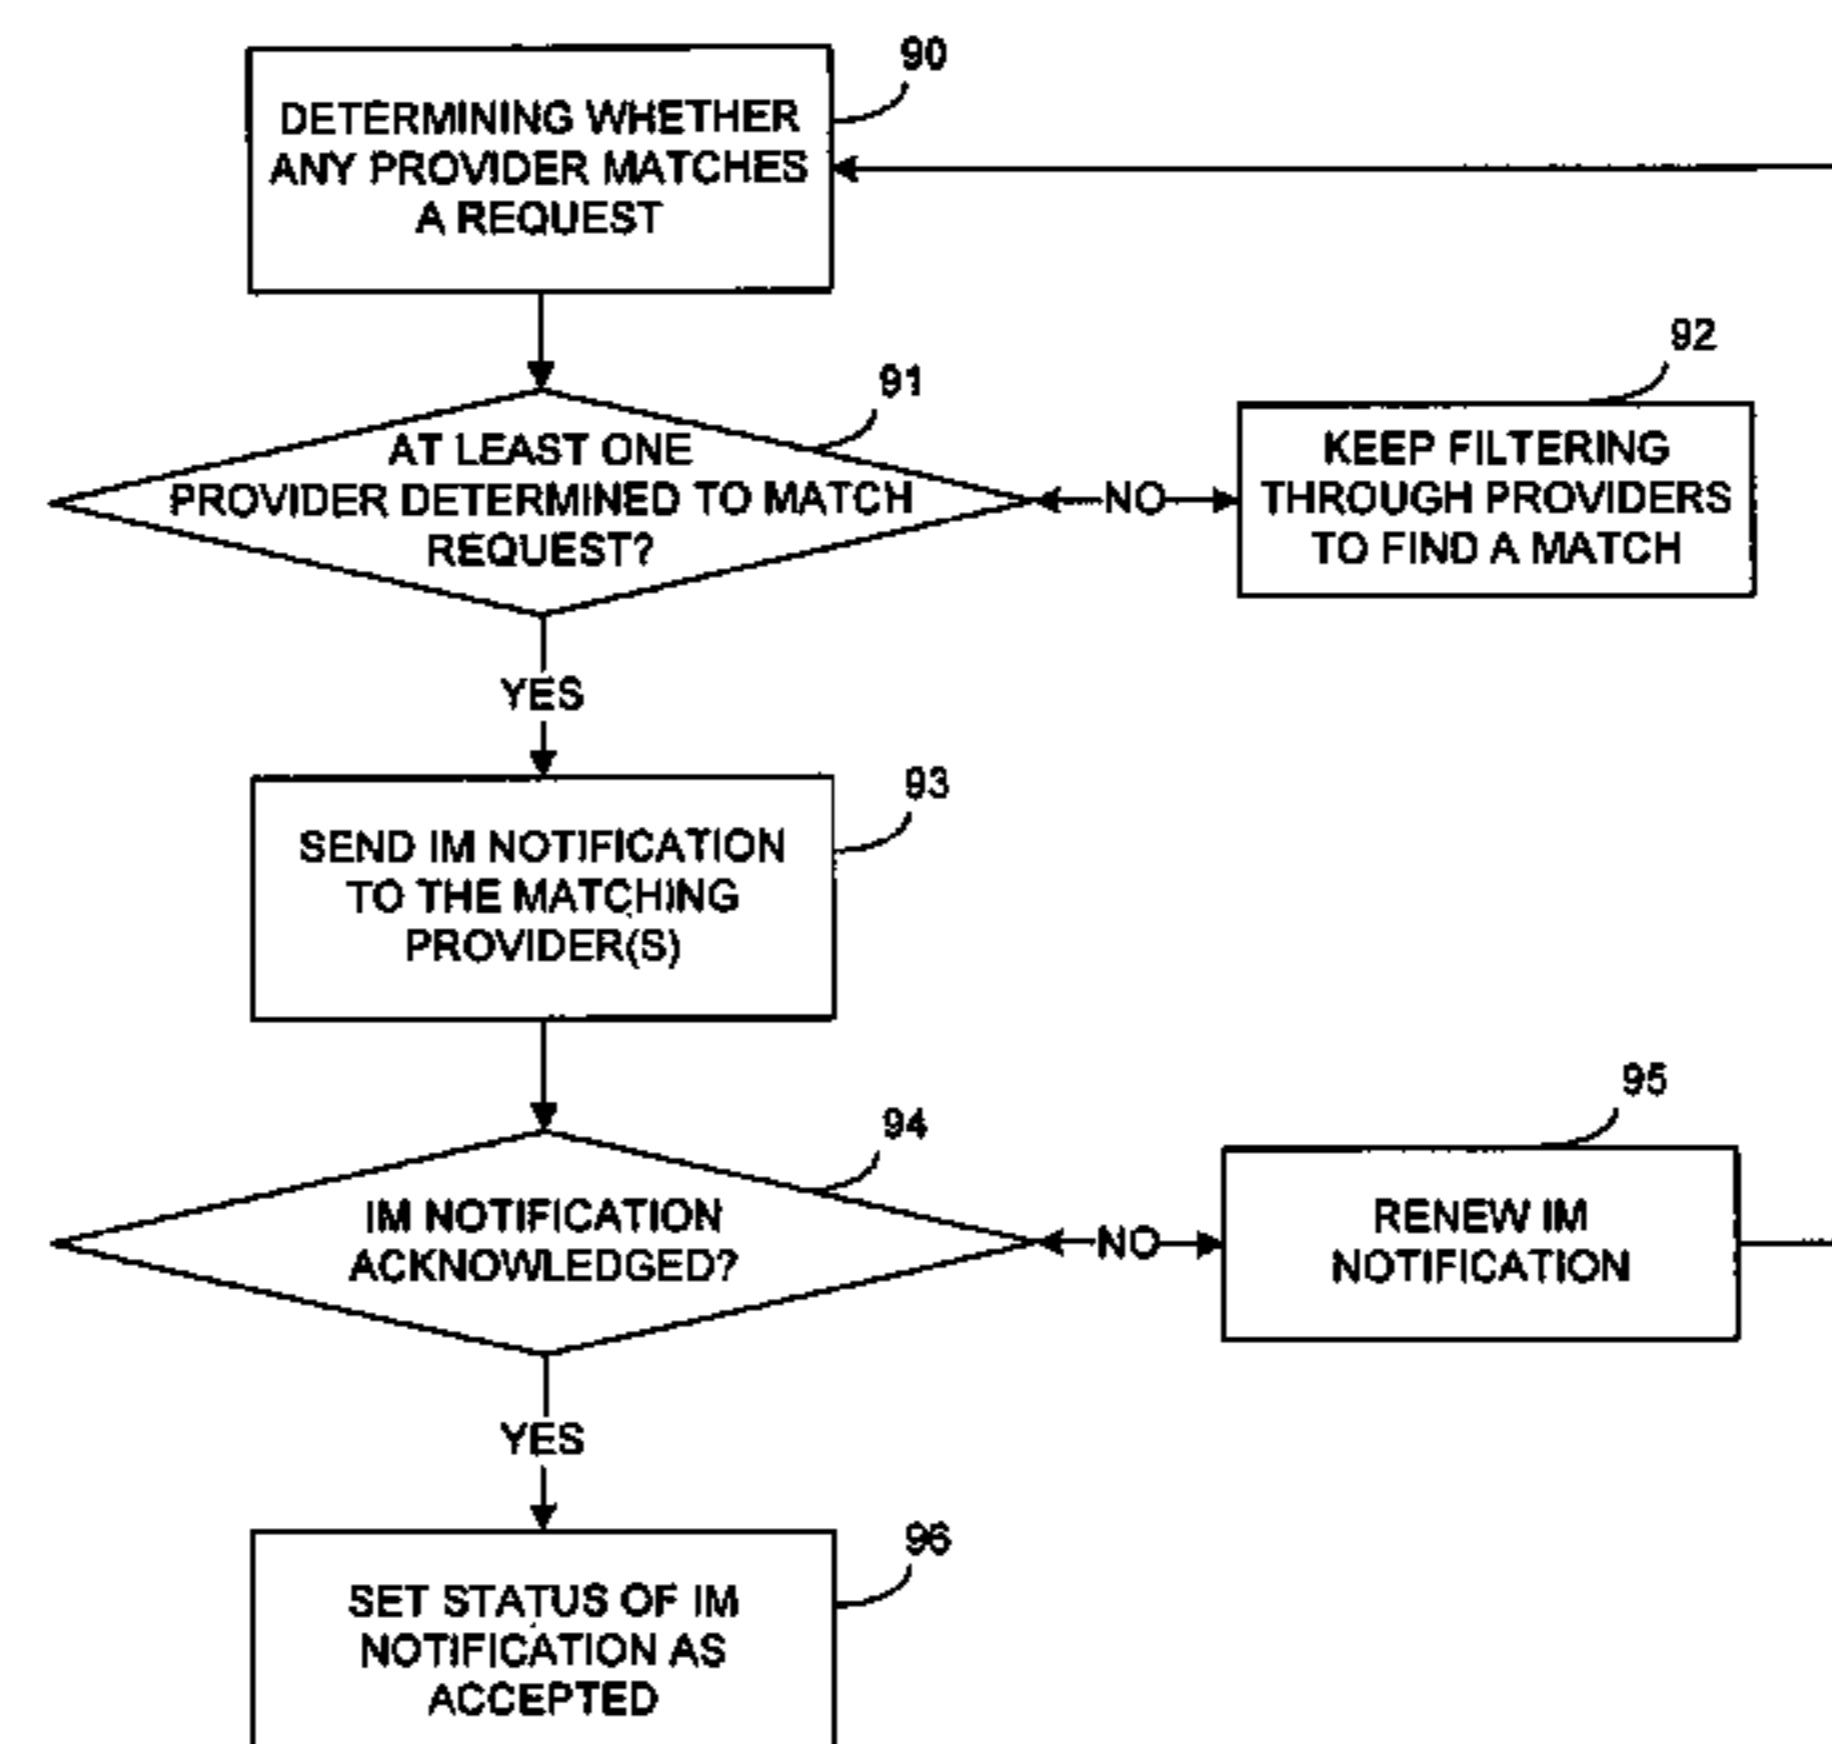 90
DETERMINING WHETHER
ANY PROVIDER MATCHES
A REQUEST
91
AT LEAST ONE
PROVIDER DETERMINED TO MATCH
REQUEST?
NO
92
KEEP FILTERING
THROUGH PROVIDERS
TO FIND A MATCH
YES
93
SEND IM NOTIFICATION
TO THE MATCHING
PROVIDER(S)
94
IM NOTIFICATION
ACKNOWLEDGED?
NO
95
RENEW IM
NOTIFICATION
YES
96
SET STATUS OF IM
NOTIFICATION AS
ACCEPTED